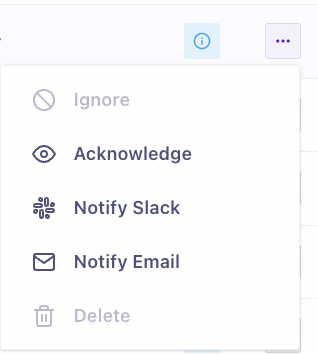 Ignore
Acknowledge
Notify Slack
Notify Email
Delete